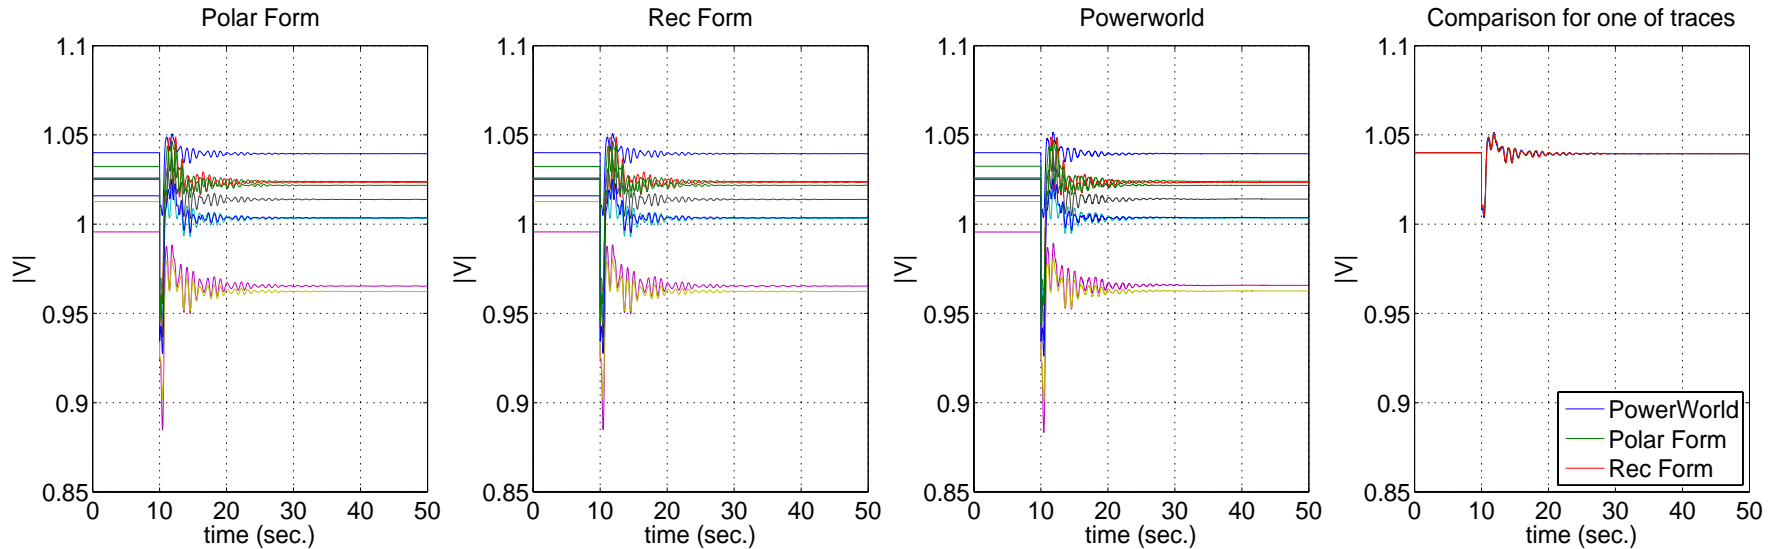 Polar Form
1.1
1.05
1
0.95
0.9
0.85
|V|
0 10 20 30 40 50
time (sec.)
Rec Form
1.1
1.05
1
0.95
0.9
0.85
|V|
0 10 20 30 40 50
time (sec.)
Powerworld
1.1
1.05
1
0.95
0.9
0.85
|V|
0 10 20 30 40 50
time (sec.)
Comparison for one of traces
1.1
1.05
1
0.95
0.9
0.85
|V|
PowerWorld
Polar Form
Rec Form
0 10 20 30 40 50
time (sec.)